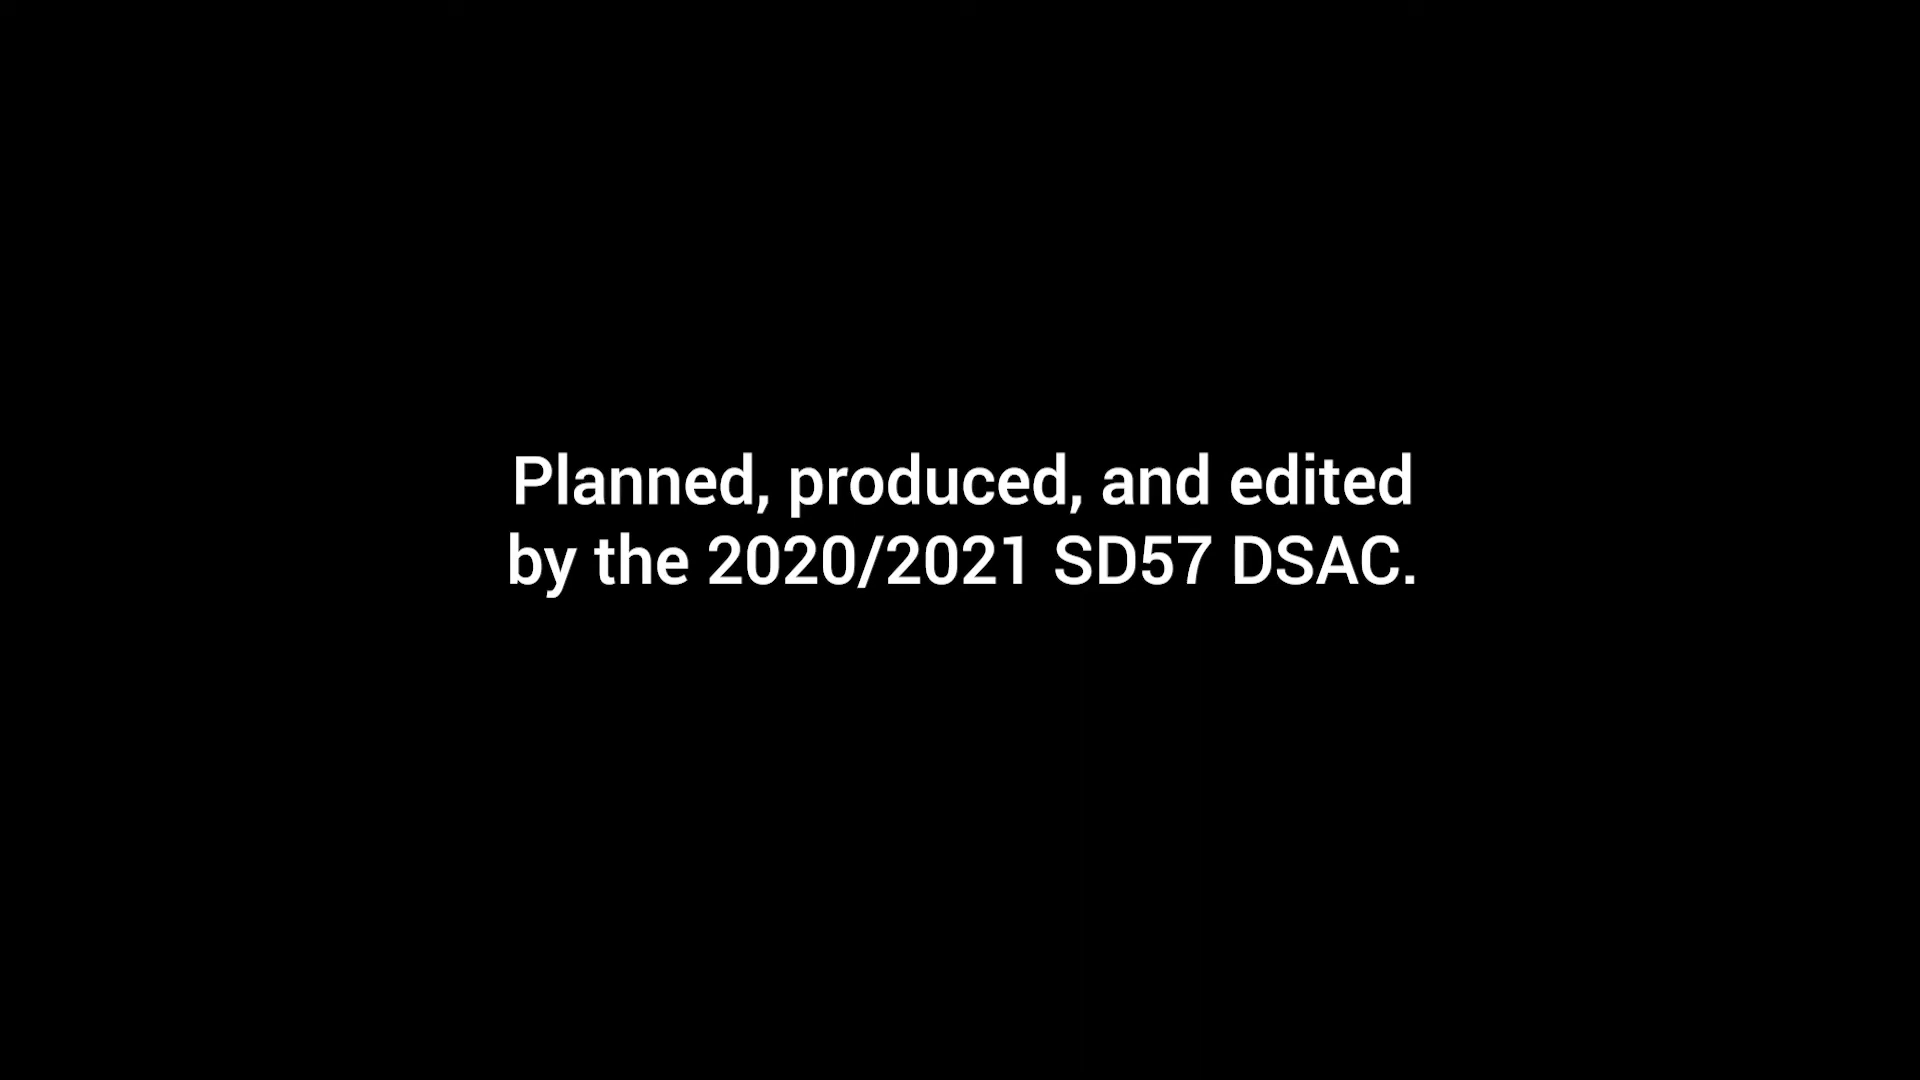 Planned, produced, and edited
by the 2020/2021 SD57 DSAC.